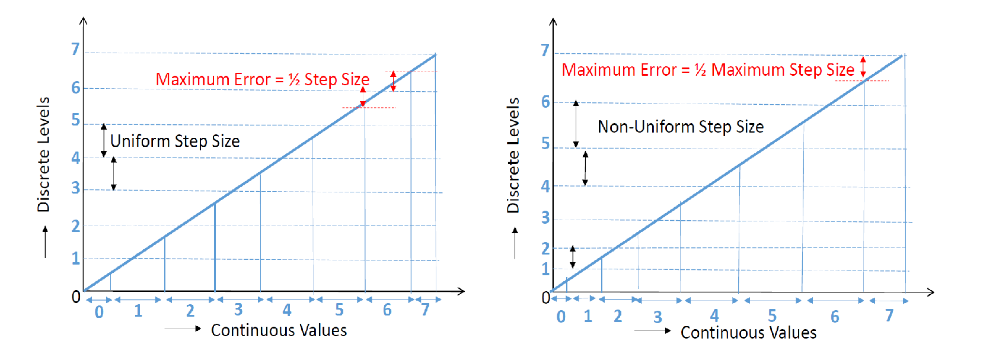 7
Maximum Error = ½ Step Size
6
5
Uniform Step Size
4
3
2
1
0
Discrete Levels
0 1 2 3 4 5 6 7
Continuous Values
7
Maximum Error = ½ Maximum Step Size
6
Non-Uniform Step Size
5
4
3
2
1
0
Discrete Levels
0 1 2 3 4 5 6 7
Continuous Values